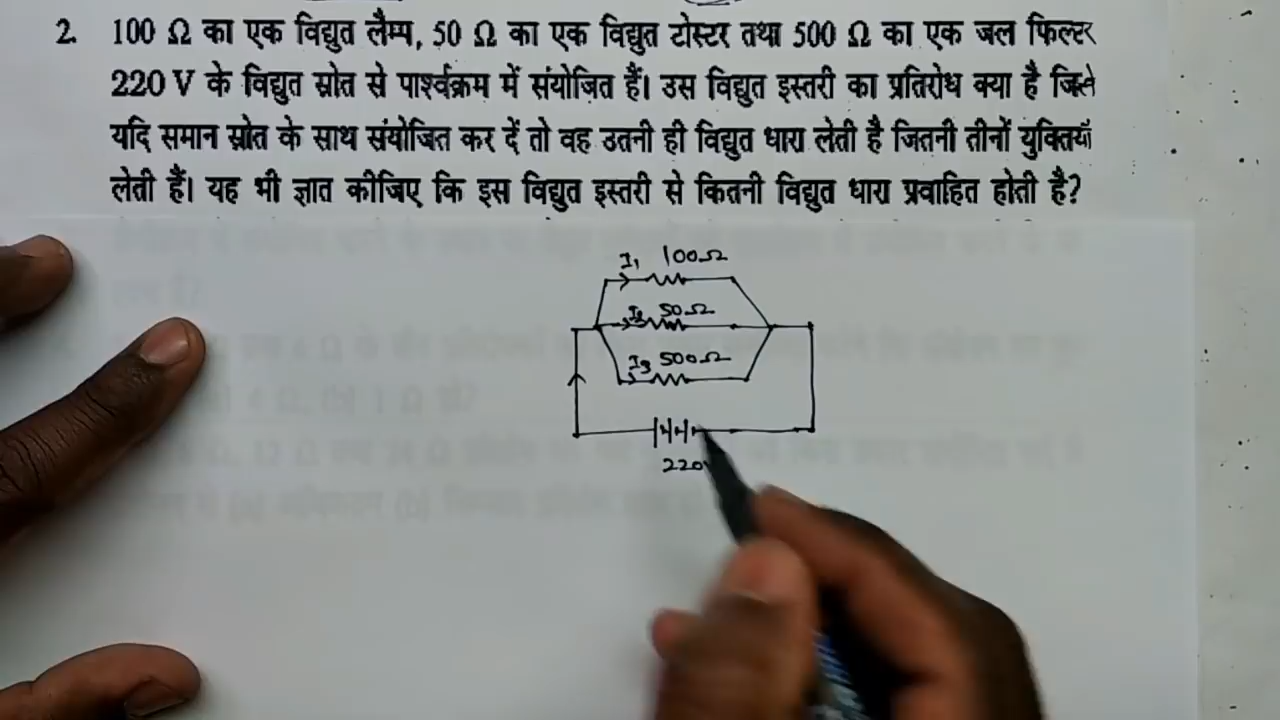 2. 100 Ω का एक विद्युत लैम्प, 50 Ω का एक विद्युत टोस्टर तथा 500 Ω का एक जल फिल्टर
220 V के विद्युत स्रोत से पार्श्वक्रम में संयोजित हैं। उस विद्युत इस्तरी का प्रतिरोध क्या है जिसे
यदि समान स्रोत के साथ संयोजित कर दें तो वह उतनी ही विद्युत धारा लेती है जितनी तीनों युक्तियाँ
लेती हैं। यह भी ज्ञात कीजिए कि इस विद्युत इस्तरी से कितनी विद्युत धारा प्रवाहित होती है?
I₁ 100Ω
I₂ 50Ω
I₃ 500Ω
220